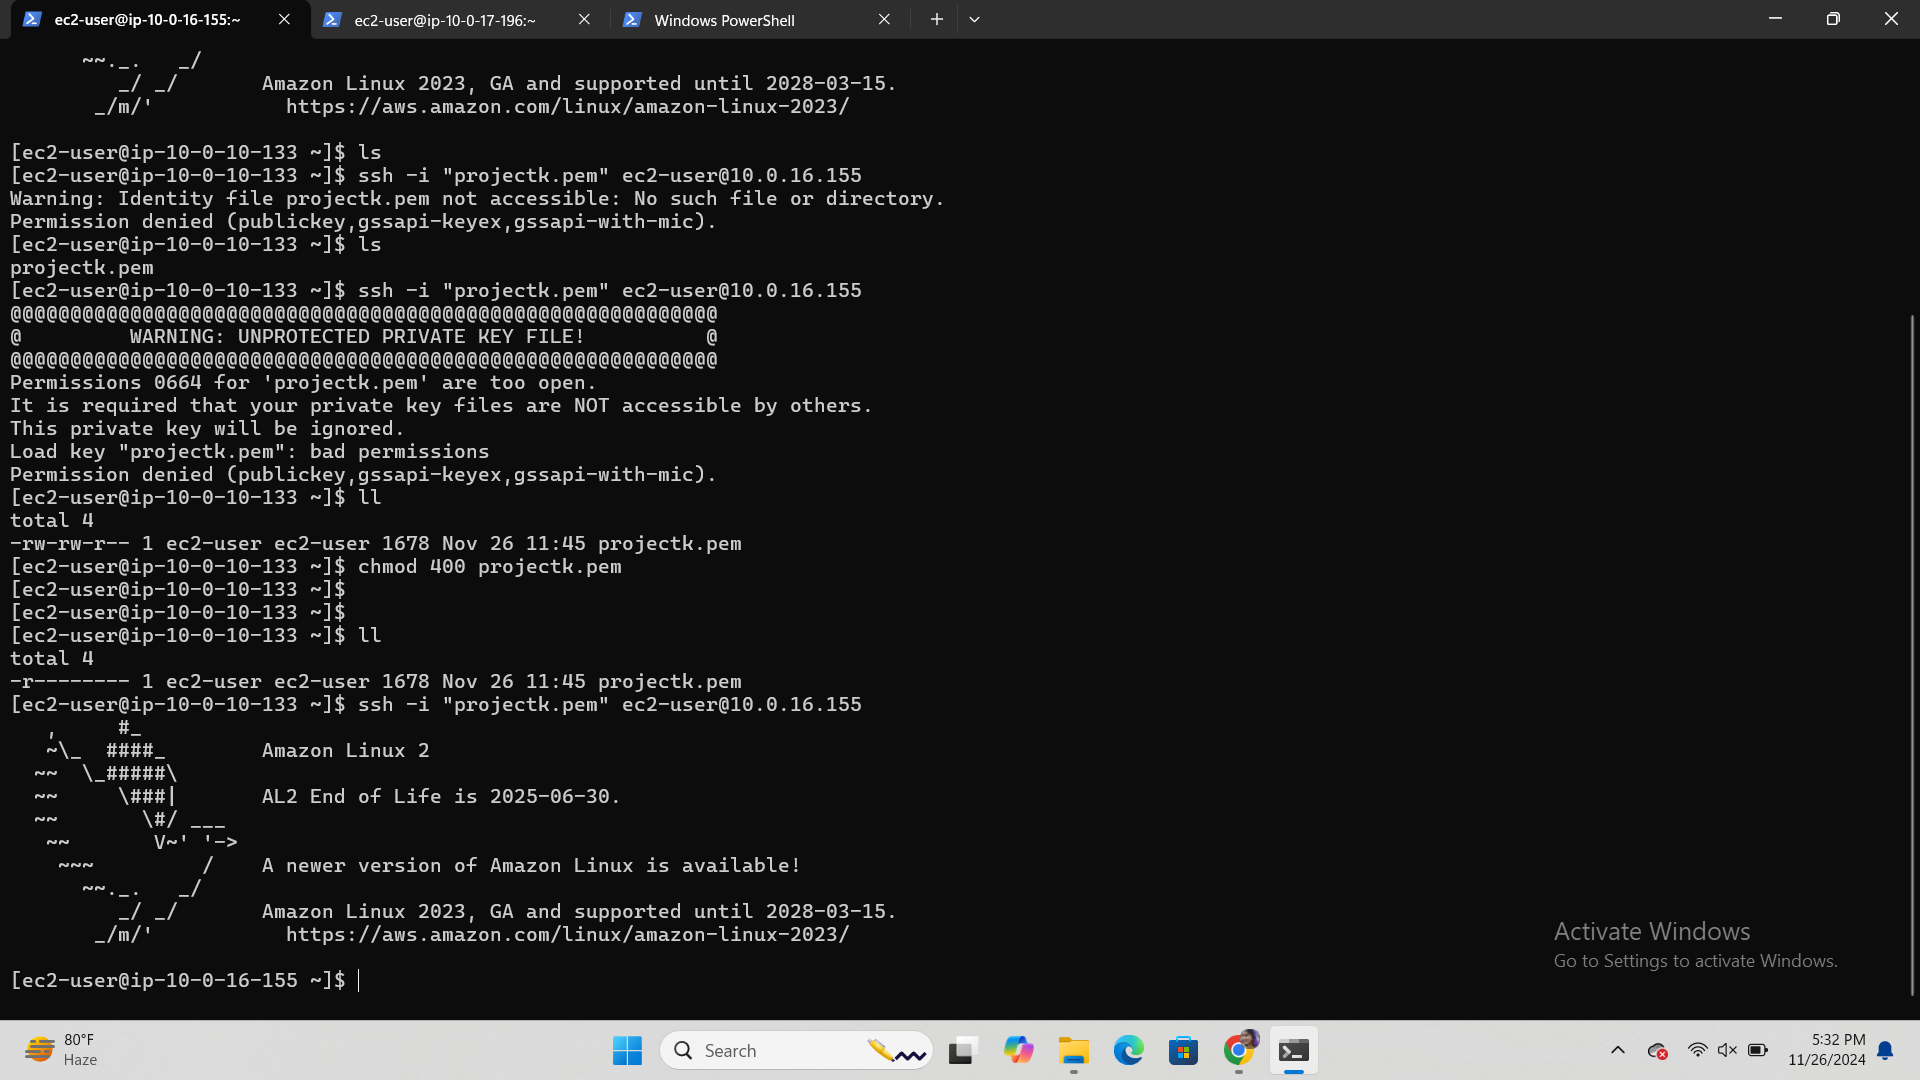 ec2-user@ip-10-0-16-155:~ ec2-user@ip-10-0-17-196:~ Windows PowerShell
~~._.   _/
_/ _/       Amazon Linux 2023, GA and supported until 2028-03-15.
_/m/'           https://aws.amazon.com/linux/amazon-linux-2023/
[ec2-user@ip-10-0-10-133 ~]$ ls
[ec2-user@ip-10-0-10-133 ~]$ ssh -i "projectk.pem" ec2-user@10.0.16.155
Warning: Identity file projectk.pem not accessible: No such file or directory.
Permission denied (publickey,gssapi-keyex,gssapi-with-mic).
[ec2-user@ip-10-0-10-133 ~]$ ls
projectk.pem
[ec2-user@ip-10-0-10-133 ~]$ ssh -i "projectk.pem" ec2-user@10.0.16.155
@@@@@@@@@@@@@@@@@@@@@@@@@@@@@@@@@@@@@@@@@@@@@@@@@@@@@@@@@@@
@         WARNING: UNPROTECTED PRIVATE KEY FILE!          @
@@@@@@@@@@@@@@@@@@@@@@@@@@@@@@@@@@@@@@@@@@@@@@@@@@@@@@@@@@@
Permissions 0664 for 'projectk.pem' are too open.
It is required that your private key files are NOT accessible by others.
This private key will be ignored.
Load key "projectk.pem": bad permissions
Permission denied (publickey,gssapi-keyex,gssapi-with-mic).
[ec2-user@ip-10-0-10-133 ~]$ ll
total 4
-rw-rw-r-- 1 ec2-user ec2-user 1678 Nov 26 11:45 projectk.pem
[ec2-user@ip-10-0-10-133 ~]$ chmod 400 projectk.pem
[ec2-user@ip-10-0-10-133 ~]$
[ec2-user@ip-10-0-10-133 ~]$
[ec2-user@ip-10-0-10-133 ~]$ ll
total 4
-r-------- 1 ec2-user ec2-user 1678 Nov 26 11:45 projectk.pem
[ec2-user@ip-10-0-10-133 ~]$ ssh -i "projectk.pem" ec2-user@10.0.16.155
,     #_
~\_  ####_        Amazon Linux 2
~~  \_#####\
~~     \###|       AL2 End of Life is 2025-06-30.
~~       \#/ ___
~~       V~' '->
~~~         /    A newer version of Amazon Linux is available!
~~._.   _/
_/ _/       Amazon Linux 2023, GA and supported until 2028-03-15.
_/m/'           https://aws.amazon.com/linux/amazon-linux-2023/
[ec2-user@ip-10-0-16-155 ~]$
Activate Windows
Go to Settings to activate Windows.
80°F
Haze
Search
5:32 PM
11/26/2024